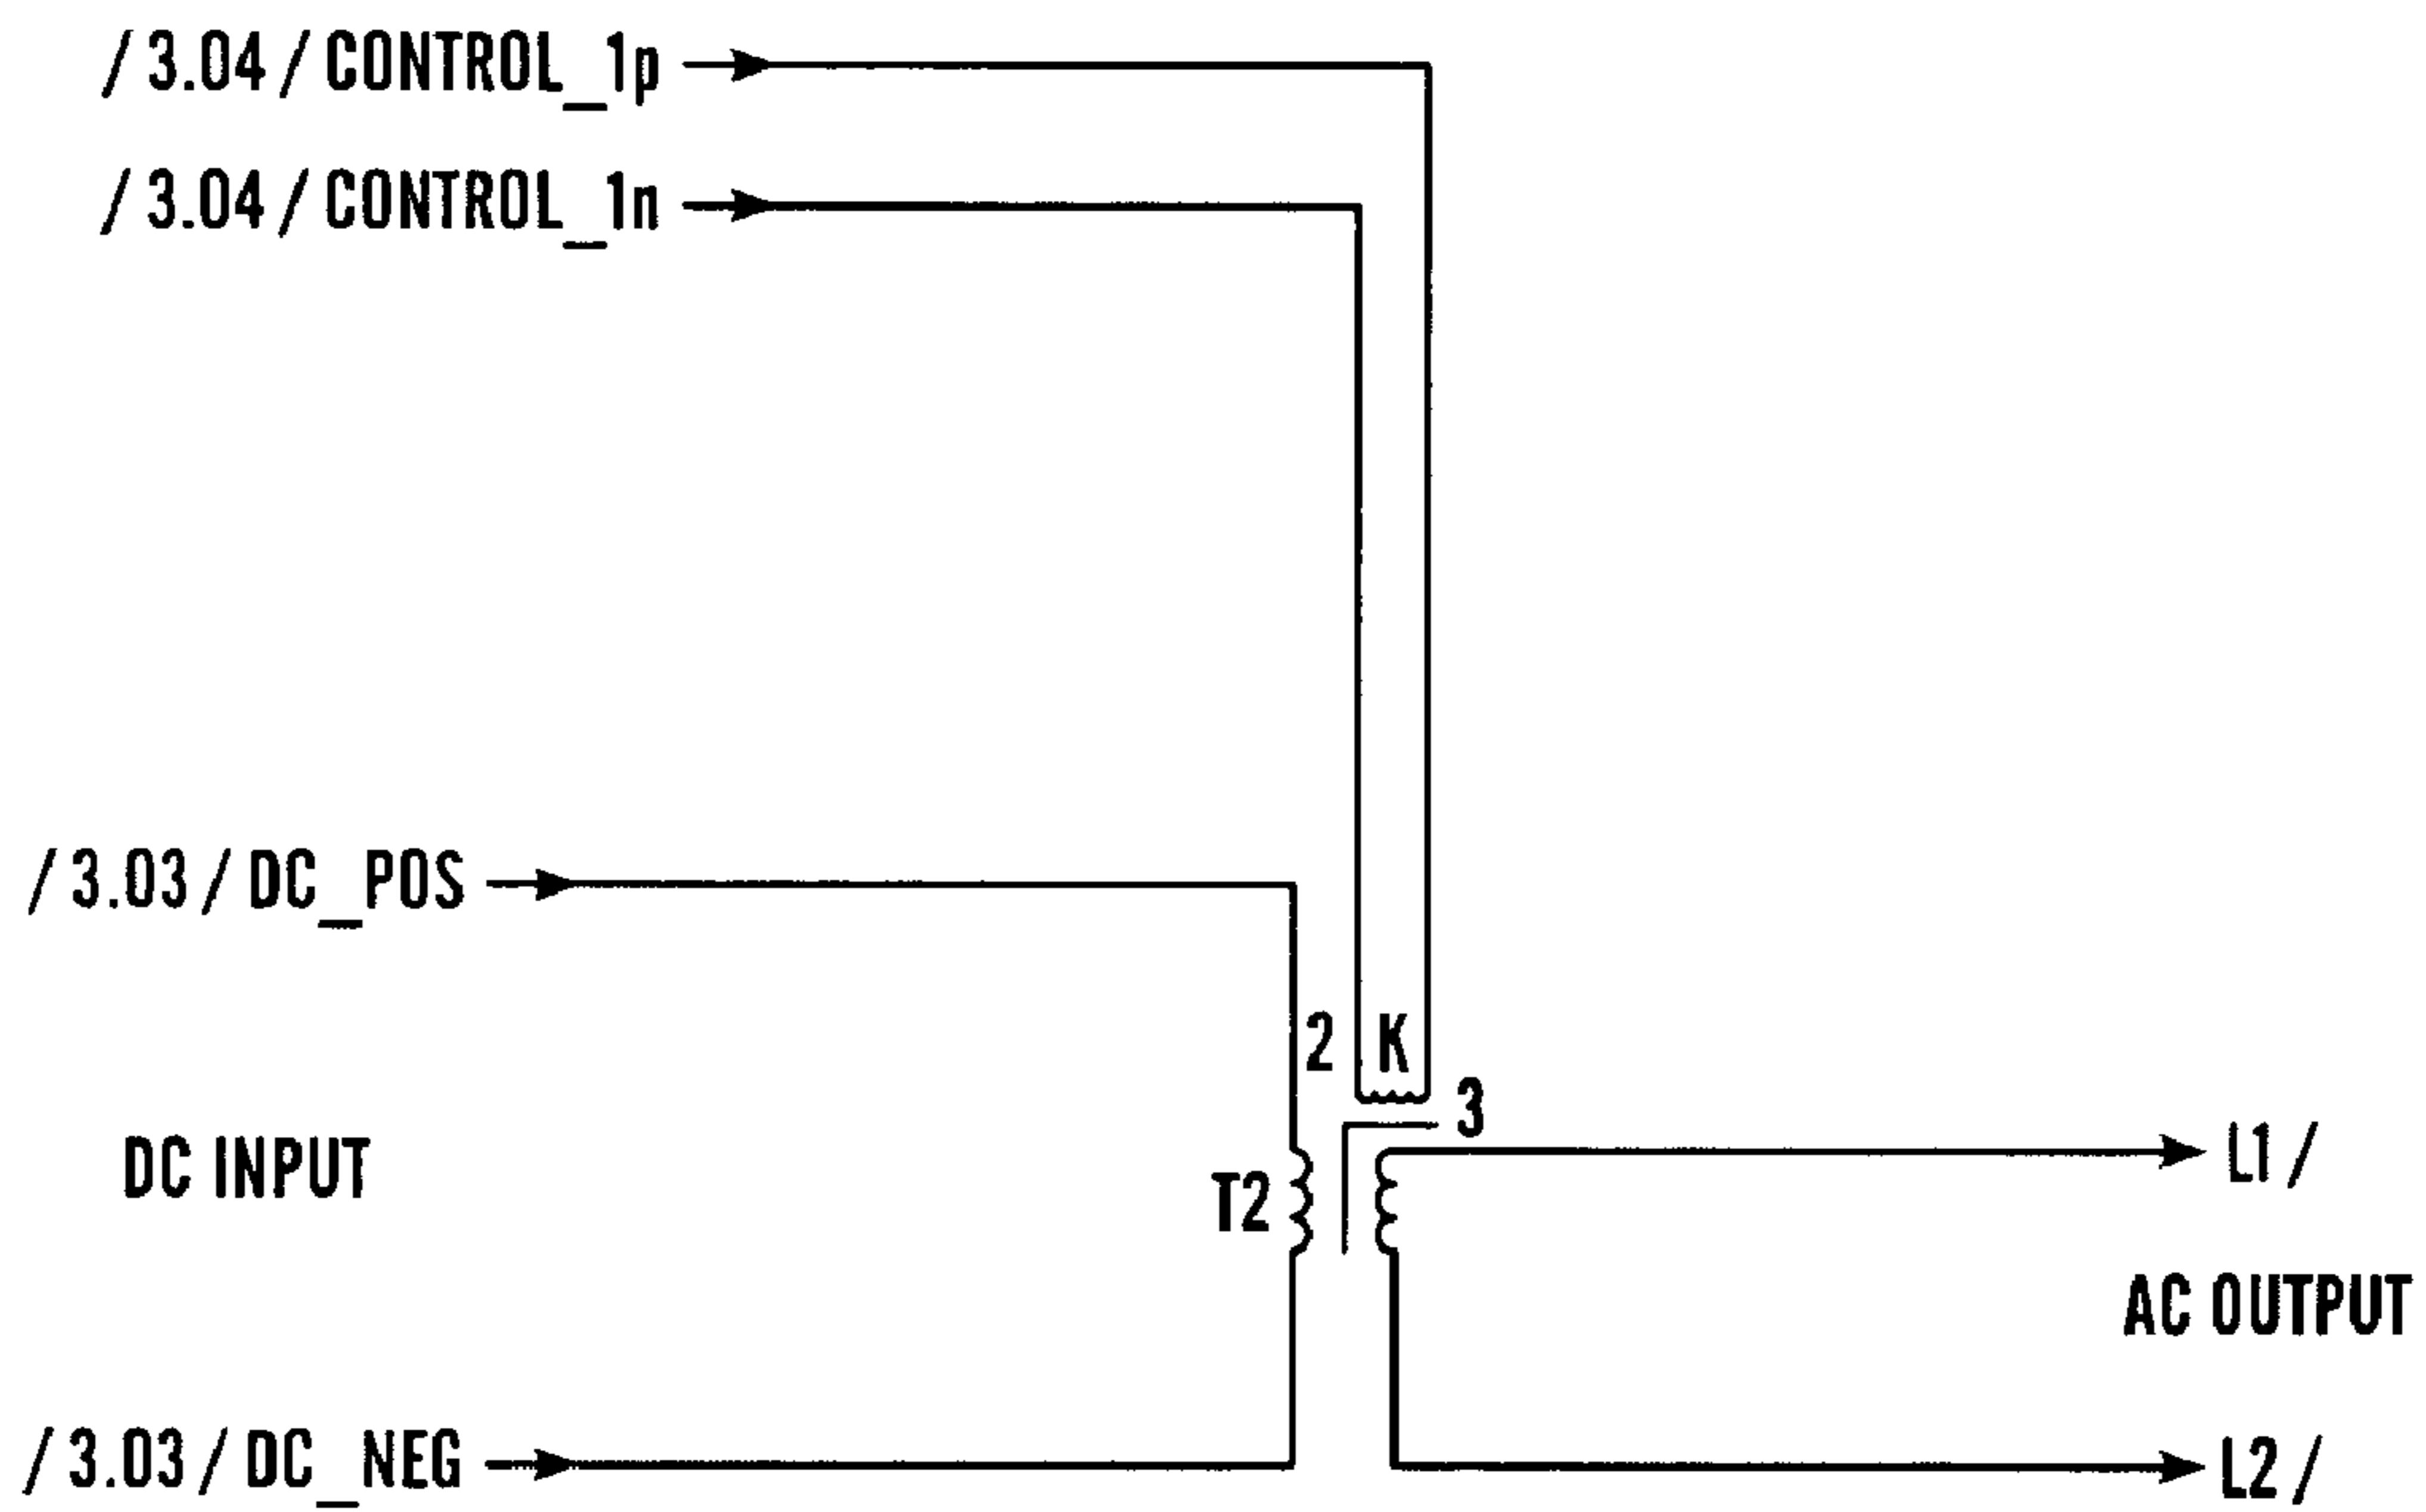 / 3.04 / CONTROL_1p
/ 3.04 / CONTROL_1n
/ 3.03 / DC_POS
2 K
3
DC INPUT
T2
L1 /
AC OUTPUT
/ 3.03 / DC_NEG
L2 /